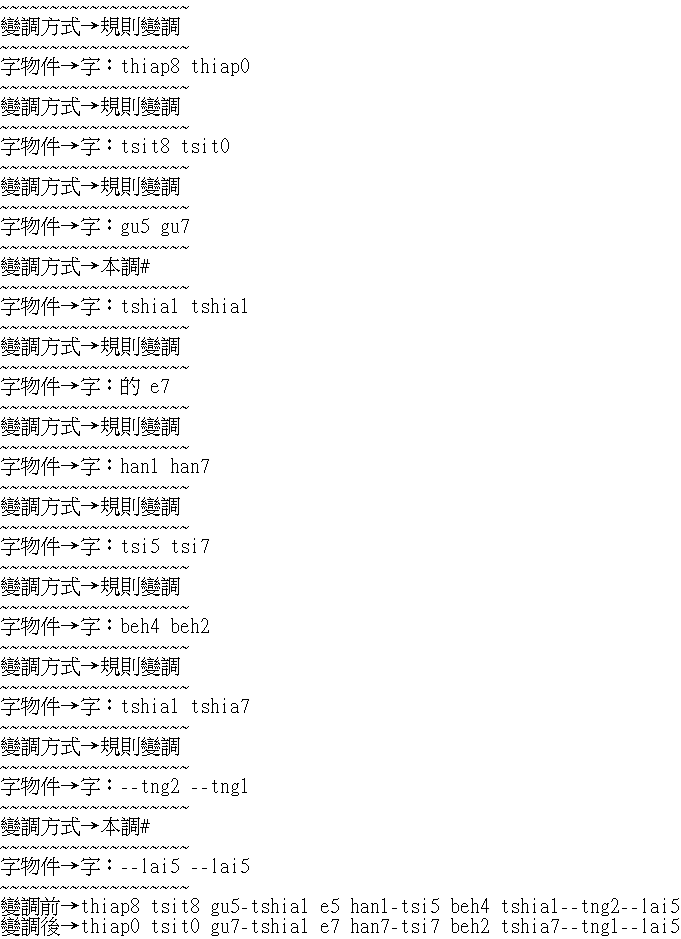 ~~~~~~~~~~~~~~~~~~~
變調方式→規則變調
~~~~~~~~~~~~~~~~~~~
字物件→字：thiap8 thiap0
~~~~~~~~~~~~~~~~~~~
變調方式→規則變調
~~~~~~~~~~~~~~~~~~~
字物件→字：tsit8 tsit0
~~~~~~~~~~~~~~~~~~~
變調方式→規則變調
~~~~~~~~~~~~~~~~~~~
字物件→字：gu5 gu7
~~~~~~~~~~~~~~~~~~~
變調方式→本調#
~~~~~~~~~~~~~~~~~~~
字物件→字：tshia1 tshia1
~~~~~~~~~~~~~~~~~~~
變調方式→規則變調
~~~~~~~~~~~~~~~~~~~
字物件→字：的 e7
~~~~~~~~~~~~~~~~~~~
變調方式→規則變調
~~~~~~~~~~~~~~~~~~~
字物件→字：han1 han7
~~~~~~~~~~~~~~~~~~~
變調方式→規則變調
~~~~~~~~~~~~~~~~~~~
字物件→字：tsi5 tsi7
~~~~~~~~~~~~~~~~~~~
變調方式→規則變調
~~~~~~~~~~~~~~~~~~~
字物件→字：beh4 beh2
~~~~~~~~~~~~~~~~~~~
變調方式→規則變調
~~~~~~~~~~~~~~~~~~~
字物件→字：tshia1 tshia7
~~~~~~~~~~~~~~~~~~~
變調方式→規則變調
~~~~~~~~~~~~~~~~~~~
字物件→字：--tng2 --tng1
~~~~~~~~~~~~~~~~~~~
變調方式→本調#
~~~~~~~~~~~~~~~~~~~
字物件→字：--lai5 --lai5
~~~~~~~~~~~~~~~~~~~
變調前→thiap8 tsit8 gu5-tshia1 e5 han1-tsi5 beh4 tshia1--tng2--lai5
變調後→thiap0 tsit0 gu7-tshia1 e7 han7-tsi7 beh2 tshia7--tng1--lai5